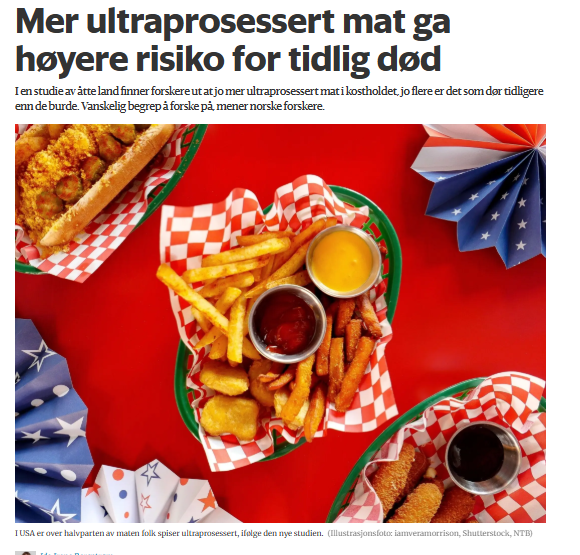 Mer ultraprosessert mat ga
høyere risiko for tidlig død
I en studie av åtte land finner forskere ut at jo mer ultraprosessert mat i kostholdet, jo flere er det som dør tidligere
enn de burde. Vanskelig begrep å forske på, mener norske forskere.
I USA er over halvparten av maten folk spiser ultraprosessert, ifølge den nye studien. (Illustrasjonsfoto: iamveramorrison, Shutterstock, NTB)